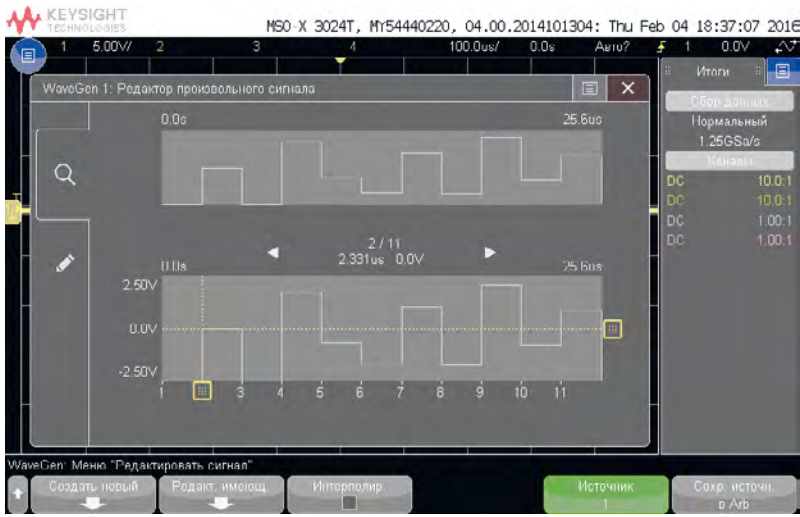 KEYSIGHT
TECHNOLOGIES
MSO-X 3024T, MY54440220, 04.00.2014101304: Thu Feb 04 18:37:07 2016
1 5.00V/ 2 3 4 100.0us/ 0.0s Авто? 1 0.0V
WaveGen 1: Редактор произвольного сигнала
0.0s 25.6us
2 / 11
2.331us 0.0V
0.0s 25.6us
2.50V
0.0V
-2.50V
1 3 4 5 6 7 8 9 10 11
Итоги
Сбор данных
Нормальный
1.25GSa/s
Каналы
DC 10.0:1
DC 10.0:1
DC 1.00:1
DC 1.00:1
WaveGen: Меню "Редактировать сигнал"
Создать новый
Редакт. имеющ.
Интерполир.
Источник
1
Сохр. источн.
в Arb